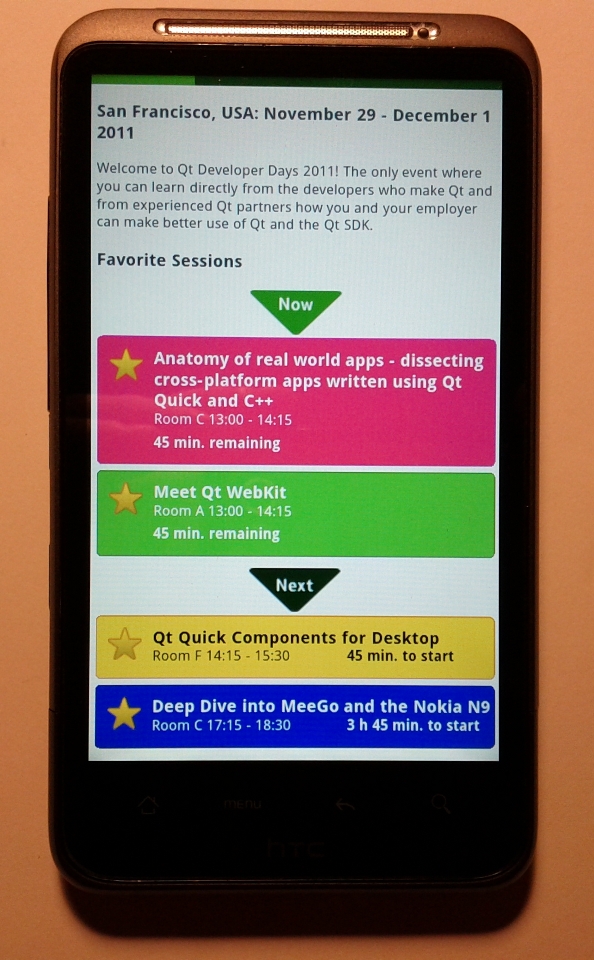 San Francisco, USA: November 29 - December 1
2011
Welcome to Qt Developer Days 2011! The only event where
you can learn directly from the developers who make Qt and
from experienced Qt partners how you and your employer
can make better use of Qt and the Qt SDK.
Favorite Sessions
Now
Anatomy of real world apps - dissecting
cross-platform apps written using Qt
Quick and C++
Room C 13:00 - 14:15
45 min. remaining
Meet Qt WebKit
Room A 13:00 - 14:15
45 min. remaining
Next
Qt Quick Components for Desktop
Room F 14:15 - 15:30 45 min. to start
Deep Dive into MeeGo and the Nokia N9
Room C 17:15 - 18:30 3 h 45 min. to start
menu
hTC